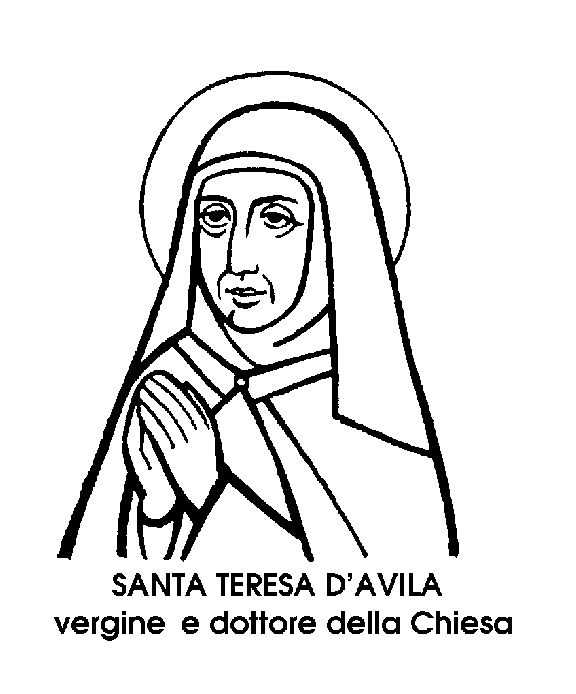 SANTA TERESA D'AVILA
vergine e dottore della Chiesa